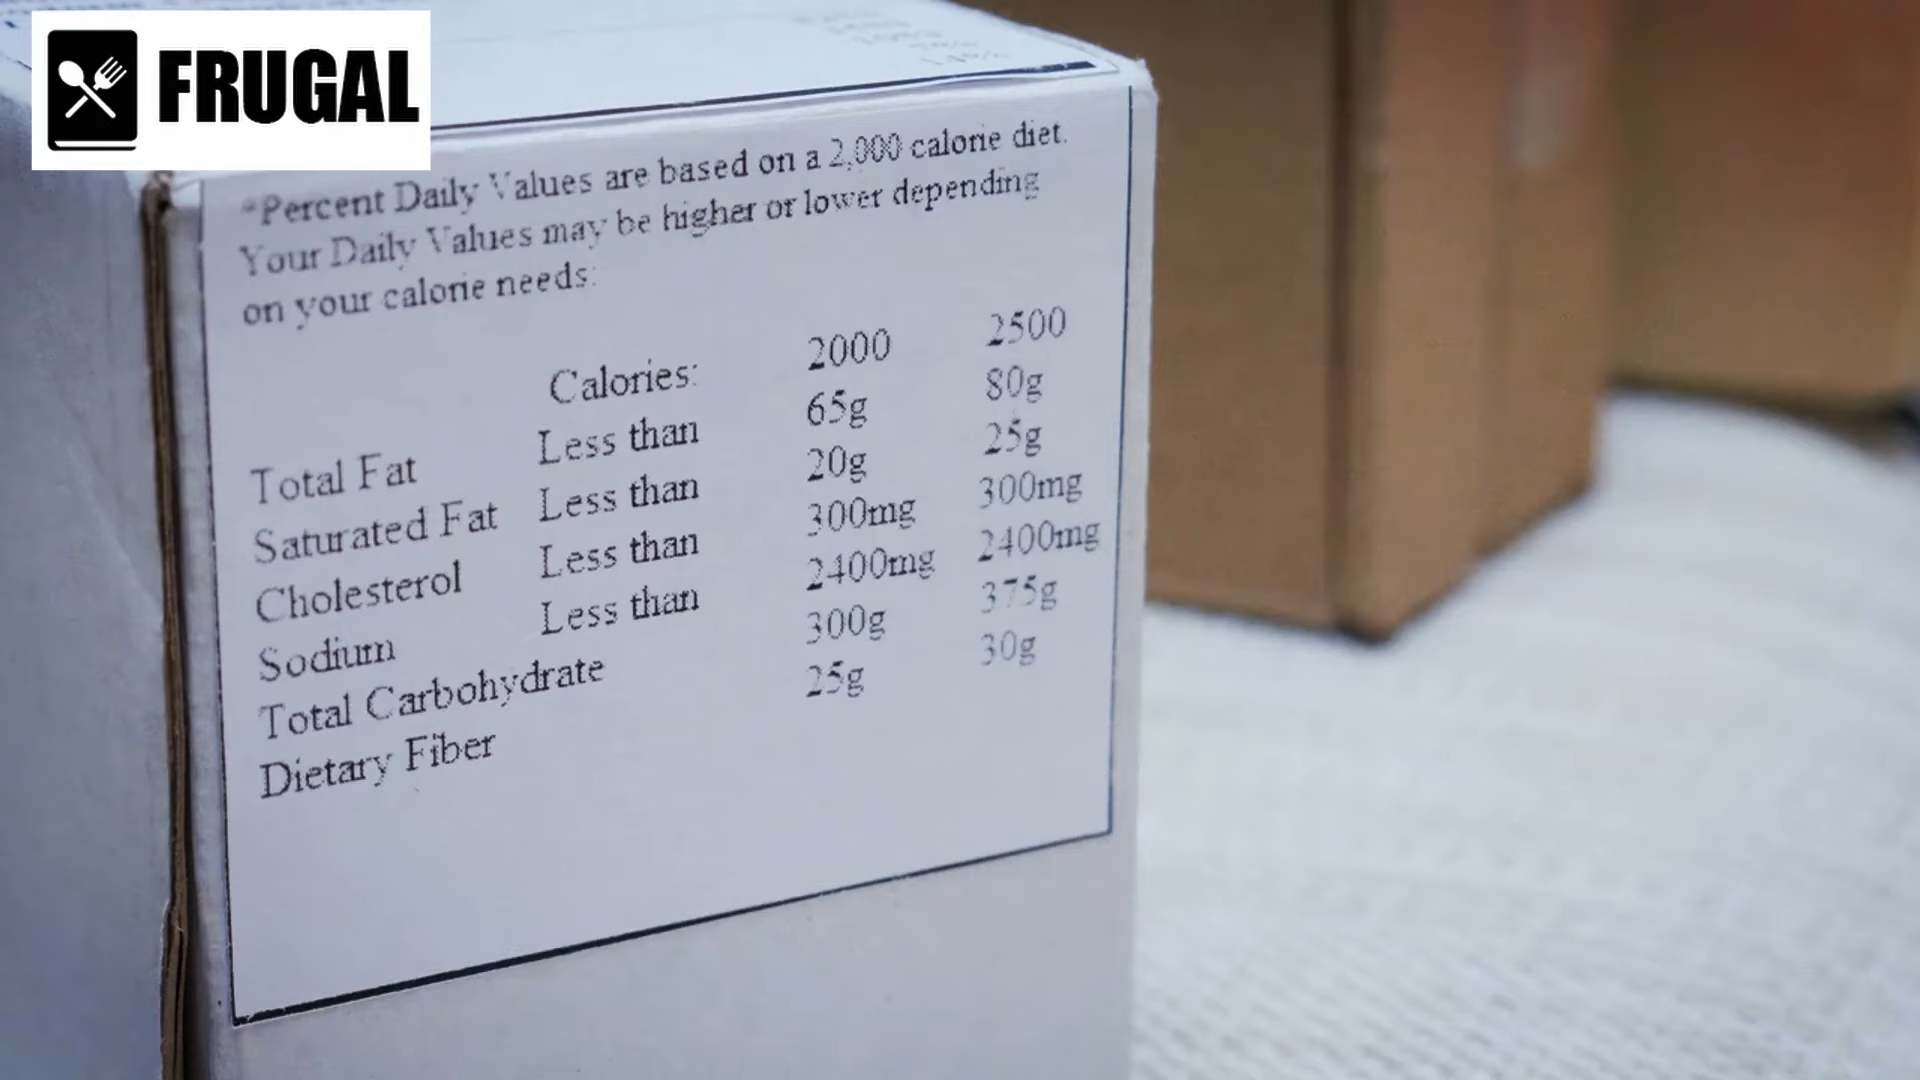 FRUGAL
*Percent Daily Values are based on a 2,000 calorie diet.
Your Daily Values may be higher or lower depending
on your calorie needs:
Calories: 2000 2500
Total Fat Less than 65g 80g
Saturated Fat Less than 20g 25g
Cholesterol Less than 300mg 300mg
Sodium Less than 2400mg 2400mg
Total Carbohydrate 300g 375g
Dietary Fiber 25g 30g